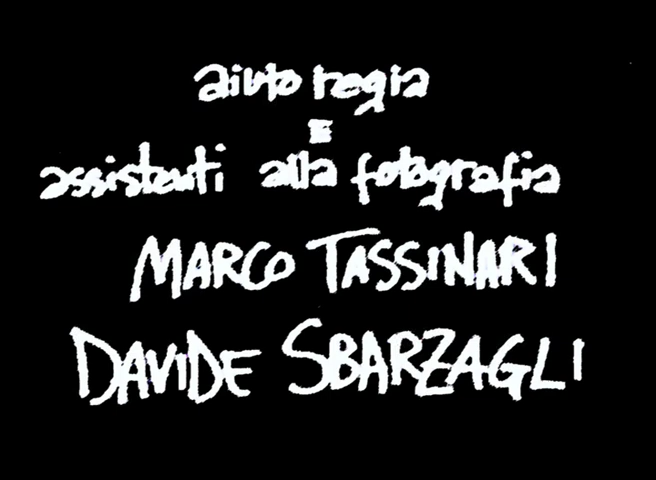 aiuto regia
E
assistenti alla fotografia
MARCO TASSINARI
DAVIDE SBARZAGLI